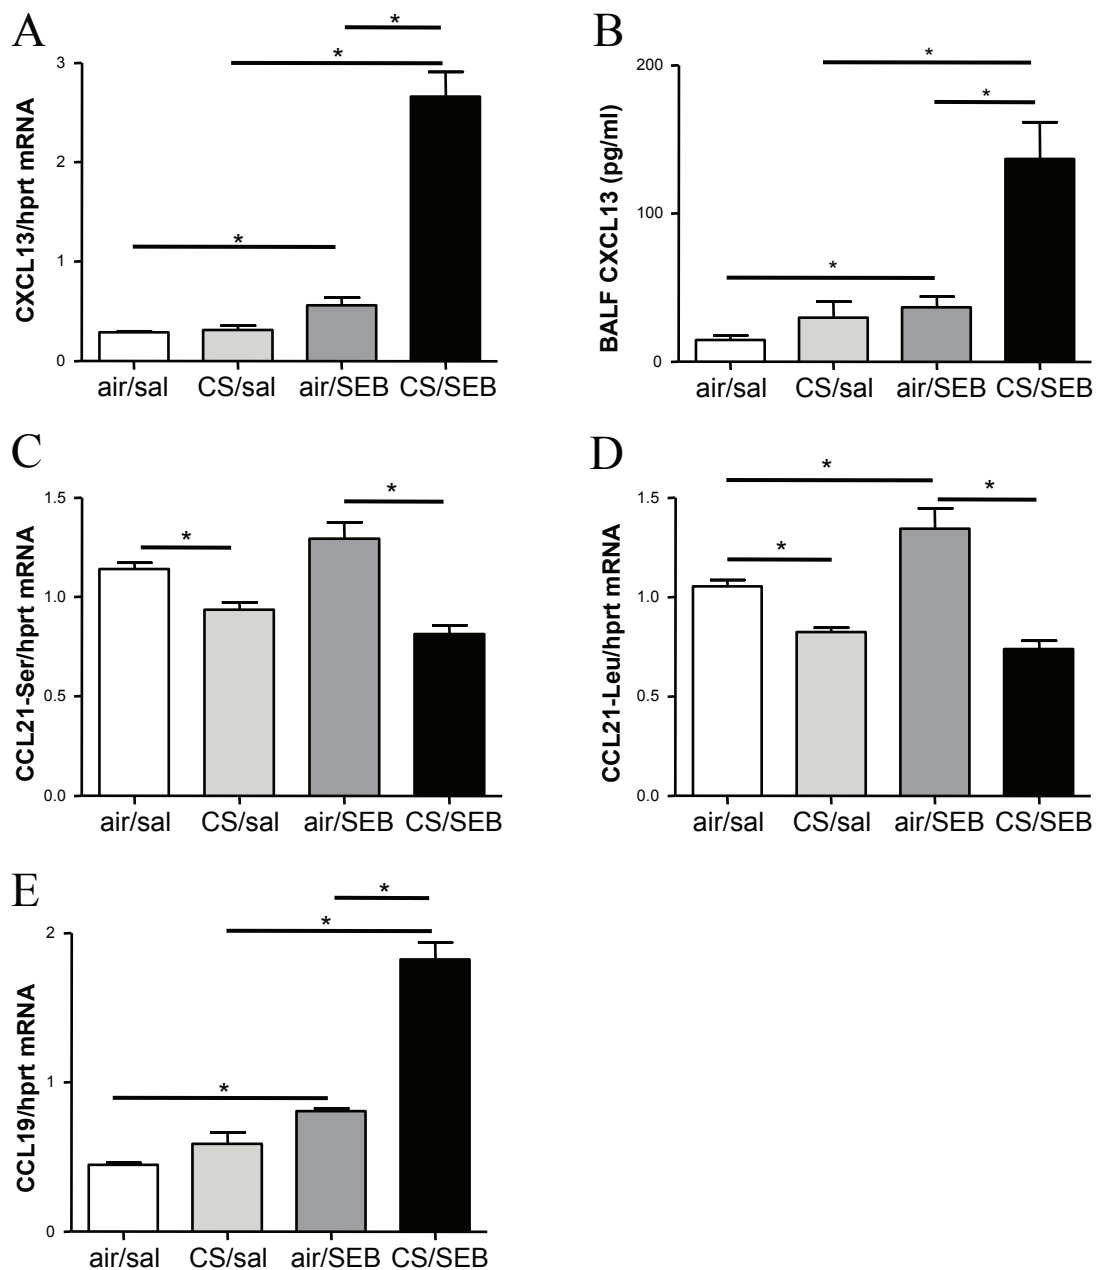 A
CXCL13/hprt mRNA
3
2
1
0
*
*
*
air/sal CS/sal air/SEB CS/SEB
B
BALF CXCL13 (pg/ml)
200
100
0
*
*
*
air/sal CS/sal air/SEB CS/SEB
C
CCL21-Ser/hprt mRNA
1.5
1.0
0.5
0.0
*
*
air/sal CS/sal air/SEB CS/SEB
D
CCL21-Leu/hprt mRNA
1.5
1.0
0.5
0.0
*
*
*
air/sal CS/sal air/SEB CS/SEB
E
CCL19/hprt mRNA
2
1
0
*
*
*
air/sal CS/sal air/SEB CS/SEB